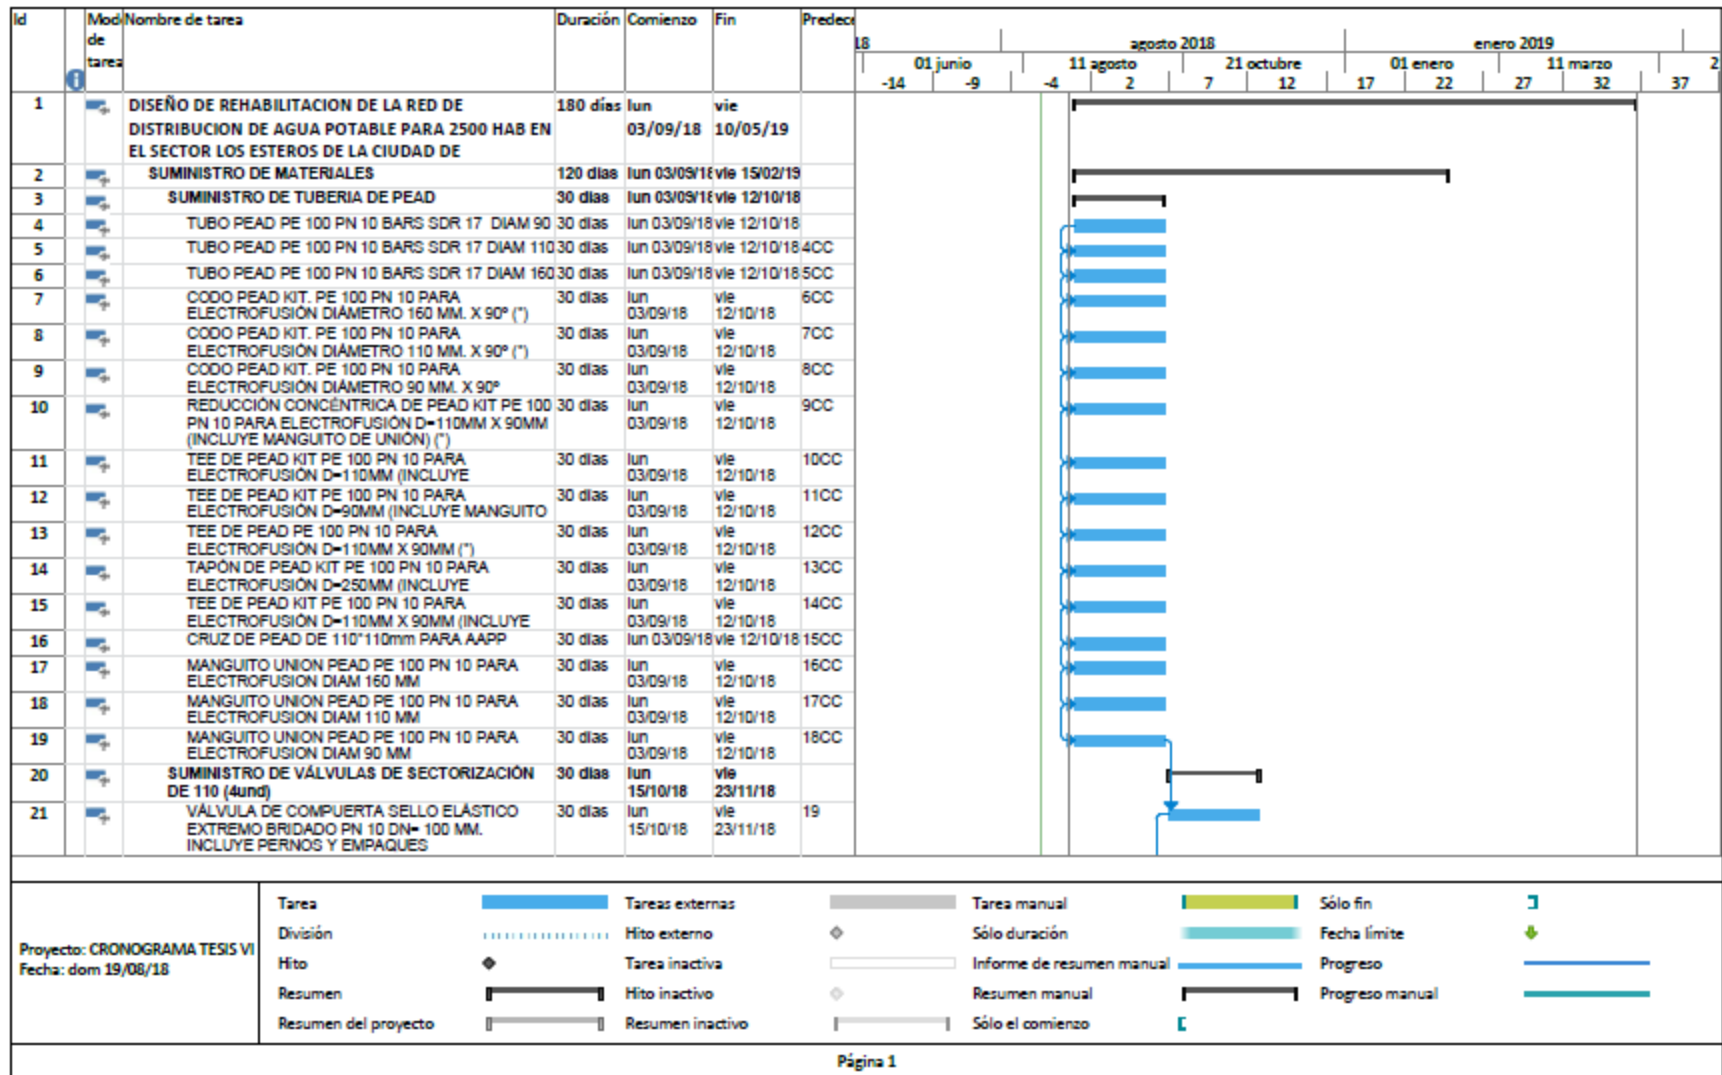 Id Modo de tarea Nombre de tarea Duración Comienzo Fin Predece
18 agosto 2018 enero 2019
01 junio 11 agosto 21 octubre 01 enero 11 marzo 2
-14 -9 -4 2 7 12 17 22 27 32 37
1 DISEÑO DE REHABILITACION DE LA RED DE 180 días lun vie
DISTRIBUCION DE AGUA POTABLE PARA 2500 HAB EN 03/09/18 10/05/19
EL SECTOR LOS ESTEROS DE LA CIUDAD DE
2 SUMINISTRO DE MATERIALES 120 días lun 03/09/18 vie 15/02/19
3 SUMINISTRO DE TUBERIA DE PEAD 30 días lun 03/09/18 vie 12/10/18
4 TUBO PEAD PE 100 PN 10 BARS SDR 17 DIAM 90 30 días lun 03/09/18 vie 12/10/18
5 TUBO PEAD PE 100 PN 10 BARS SDR 17 DIAM 110 30 días lun 03/09/18 vie 12/10/18 4CC
6 TUBO PEAD PE 100 PN 10 BARS SDR 17 DIAM 160 30 días lun 03/09/18 vie 12/10/18 5CC
7 CODO PEAD KIT. PE 100 PN 10 PARA 30 días lun vie 6CC
ELECTROFUSIÓN DIÁMETRO 160 MM. X 90º (*) 03/09/18 12/10/18
8 CODO PEAD KIT. PE 100 PN 10 PARA 30 días lun vie 7CC
ELECTROFUSIÓN DIÁMETRO 110 MM. X 90º (*) 03/09/18 12/10/18
9 CODO PEAD KIT. PE 100 PN 10 PARA 30 días lun vie 8CC
ELECTROFUSIÓN DIÁMETRO 90 MM. X 90º 03/09/18 12/10/18
10 REDUCCIÓN CONCÉNTRICA DE PEAD KIT PE 100 30 días lun vie 9CC
PN 10 PARA ELECTROFUSIÓN D=110MM X 90MM 03/09/18 12/10/18
(INCLUYE MANGUITO DE UNIÓN) (*)
11 TEE DE PEAD KIT PE 100 PN 10 PARA 30 días lun vie 10CC
ELECTROFUSIÓN D=110MM (INCLUYE 03/09/18 12/10/18
12 TEE DE PEAD KIT PE 100 PN 10 PARA 30 días lun vie 11CC
ELECTROFUSIÓN D=90MM (INCLUYE MANGUITO 03/09/18 12/10/18
13 TEE DE PEAD PE 100 PN 10 PARA 30 días lun vie 12CC
ELECTROFUSIÓN D=110MM X 90MM (*) 03/09/18 12/10/18
14 TAPÓN DE PEAD KIT PE 100 PN 10 PARA 30 días lun vie 13CC
ELECTROFUSIÓN D=250MM (INCLUYE 03/09/18 12/10/18
15 TEE DE PEAD KIT PE 100 PN 10 PARA 30 días lun vie 14CC
ELECTROFUSIÓN D=110MM X 90MM (INCLUYE 03/09/18 12/10/18
16 CRUZ DE PEAD DE 110*110mm PARA AAPP 30 días lun 03/09/18 vie 12/10/18 15CC
17 MANGUITO UNION PEAD PE 100 PN 10 PARA 30 días lun vie 16CC
ELECTROFUSION DIAM 160 MM 03/09/18 12/10/18
18 MANGUITO UNION PEAD PE 100 PN 10 PARA 30 días lun vie 17CC
ELECTROFUSION DIAM 110 MM 03/09/18 12/10/18
19 MANGUITO UNION PEAD PE 100 PN 10 PARA 30 días lun vie 18CC
ELECTROFUSION DIAM 90 MM 03/09/18 12/10/18
20 SUMINISTRO DE VÁLVULAS DE SECTORIZACIÓN 30 días lun vie
DE 110 (4und) 15/10/18 23/11/18
21 VÁLVULA DE COMPUERTA SELLO ELÁSTICO 30 días lun vie 19
EXTREMO BRIDADO PN 10 DN= 100 MM. 15/10/18 23/11/18
INCLUYE PERNOS Y EMPAQUES
Proyecto: CRONOGRAMA TESIS VI
Fecha: dom 19/08/18
Tarea Tareas externas Tarea manual Sólo fin
División Hito externo Sólo duración Fecha límite
Hito Tarea inactiva Informe de resumen manual Progreso
Resumen Hito inactivo Resumen manual Progreso manual
Resumen del proyecto Resumen inactivo Sólo el comienzo
Página 1